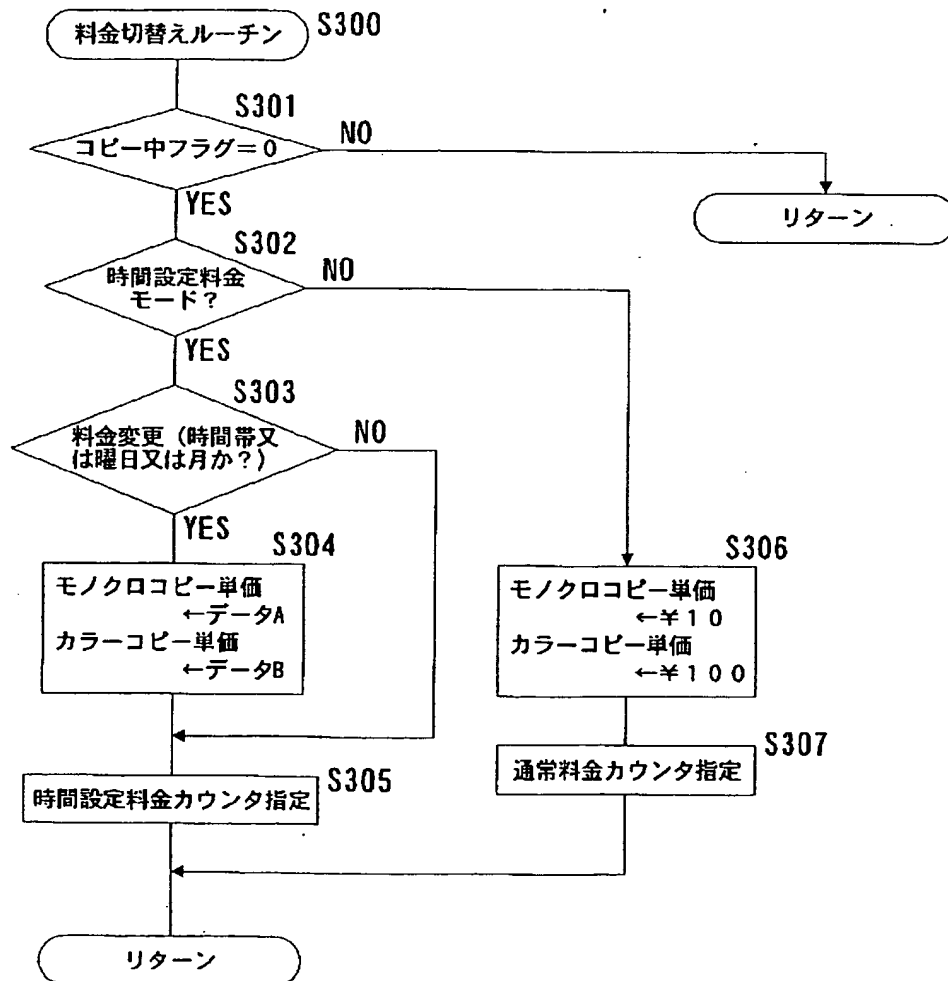 料金切替えルーチン
S300
S301
コピー中フラグ=0
NO
YES
リターン
S302
時間設定料金
モード?
NO
YES
S303
料金変更(時間帯又
は曜日又は月か?)
NO
YES
S304
モノクロコピー単価
←データA
カラーコピー単価
←データB
S306
モノクロコピー単価
←¥10
カラーコピー単価
←¥100
S307
通常料金カウンタ指定
S305
時間設定料金カウンタ指定
リターン